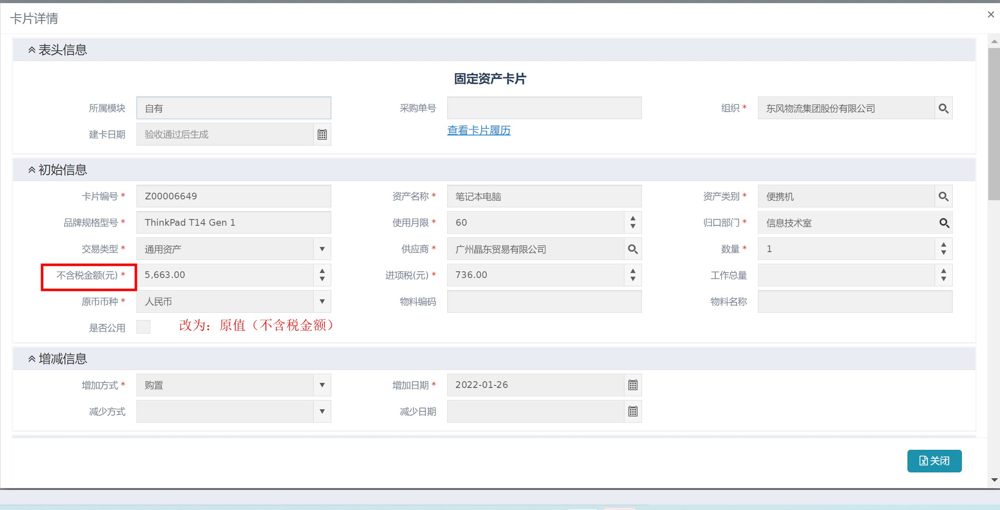 卡片详情
表头信息
固定资产卡片
所属模块 自有 采购单号 组织 * 东风物流集团股份有限公司
建卡日期 验收通过后生成 查看卡片履历
初始信息
卡片编号 * Z00006649 资产名称 * 笔记本电脑 资产类别 * 便携机
品牌规格型号 * ThinkPad T14 Gen 1 使用月限 * 60 归口部门 * 信息技术室
交易类型 * 通用资产 供应商 * 广州晶东贸易有限公司 数量 * 1
不含税金额(元) * 5,663.00 进项税(元) * 736.00 工作总量
原币币种 * 人民币 物料编码 物料名称
是否公用 改为：原值（不含税金额）
增减信息
增加方式 * 购置 增加日期 * 2022-01-26
减少方式 减少日期
关闭